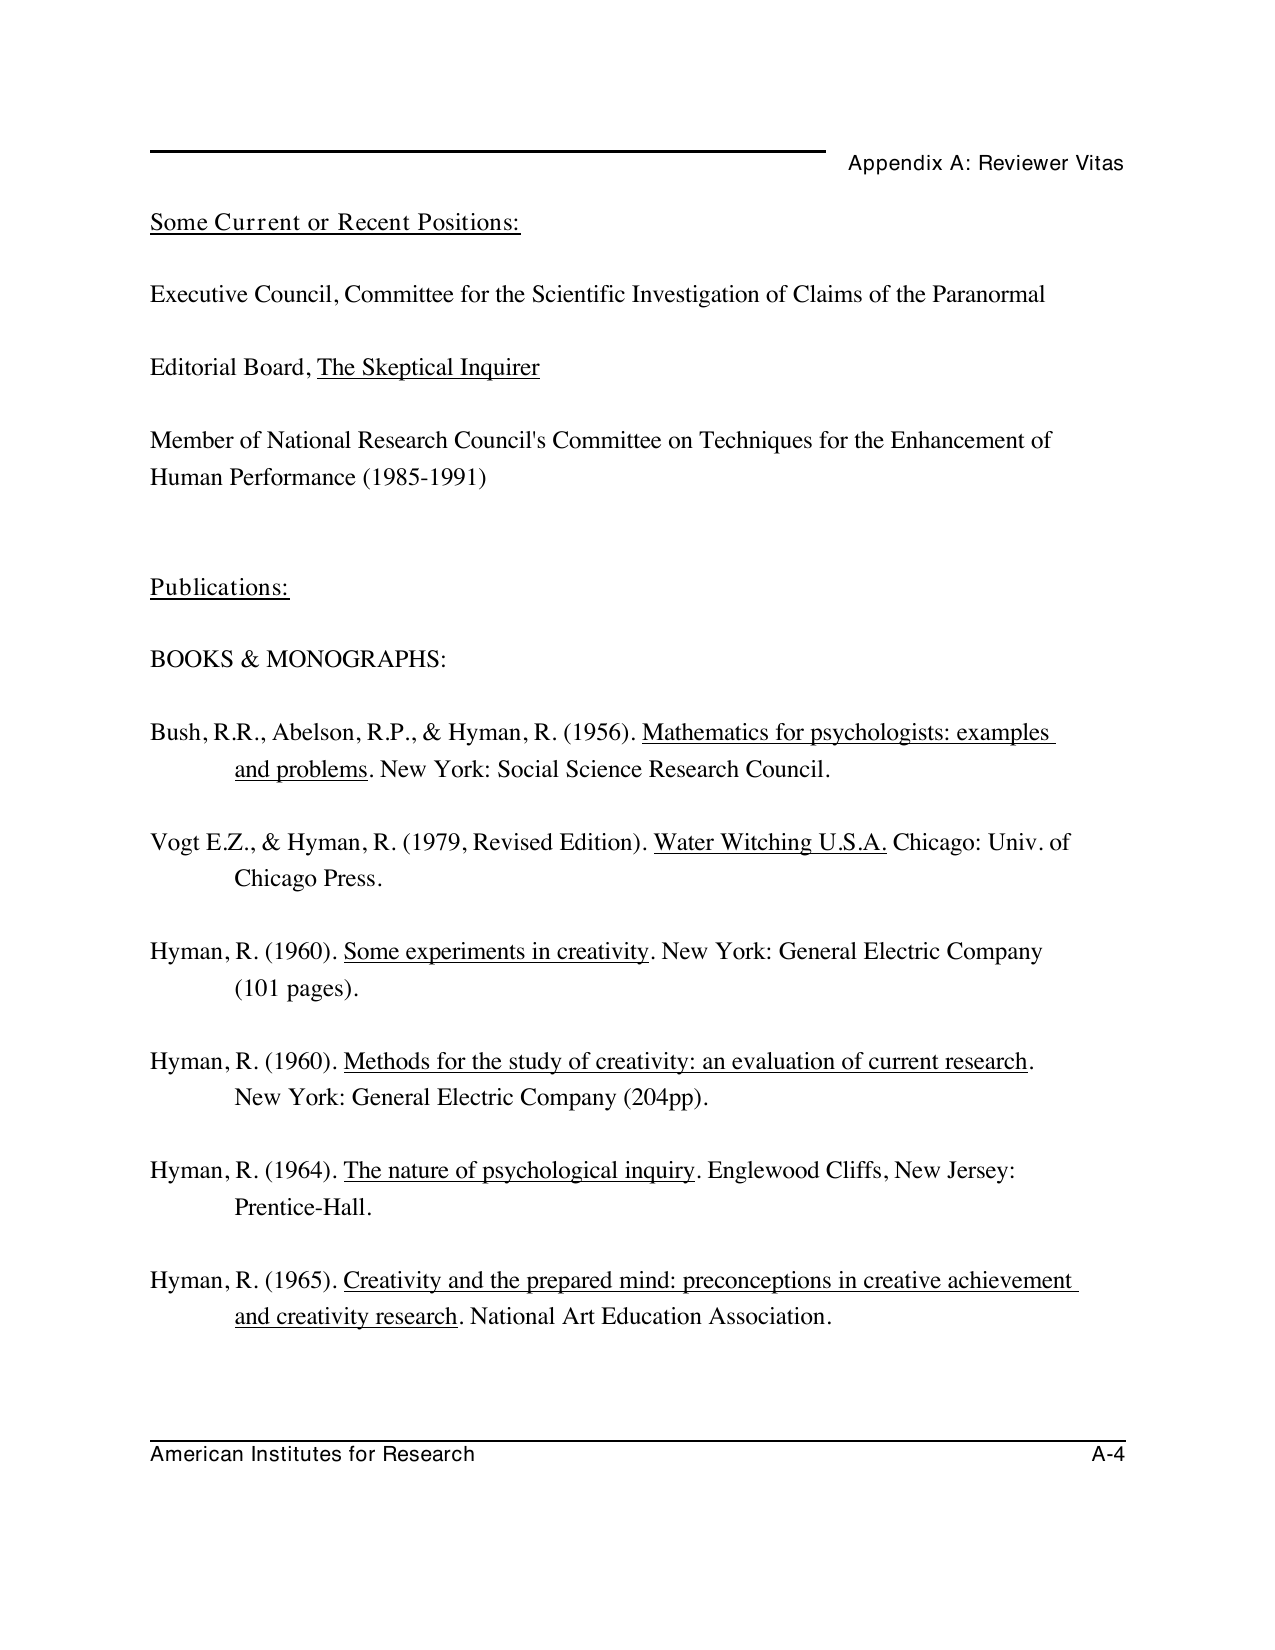 Appendix A: Reviewer Vitas
Some Current or Recent Positions:
Executive Council, Committee for the Scientific Investigation of Claims of the Paranormal
Editorial Board, The Skeptical Inquirer
Member of National Research Council's Committee on Techniques for the Enhancement of
Human Performance (1985-1991)
Publications:
BOOKS & MONOGRAPHS:
Bush, R.R., Abelson, R.P., & Hyman, R. (1956). Mathematics for psychologists: examples
and problems. New York: Social Science Research Council.
Vogt E.Z., & Hyman, R. (1979, Revised Edition). Water Witching U.S.A. Chicago: Univ. of
Chicago Press.
Hyman, R. (1960). Some experiments in creativity. New York: General Electric Company
(101 pages).
Hyman, R. (1960). Methods for the study of creativity: an evaluation of current research.
New York: General Electric Company (204pp).
Hyman, R. (1964). The nature of psychological inquiry. Englewood Cliffs, New Jersey:
Prentice-Hall.
Hyman, R. (1965). Creativity and the prepared mind: preconceptions in creative achievement
and creativity research. National Art Education Association.
American Institutes for Research A-4